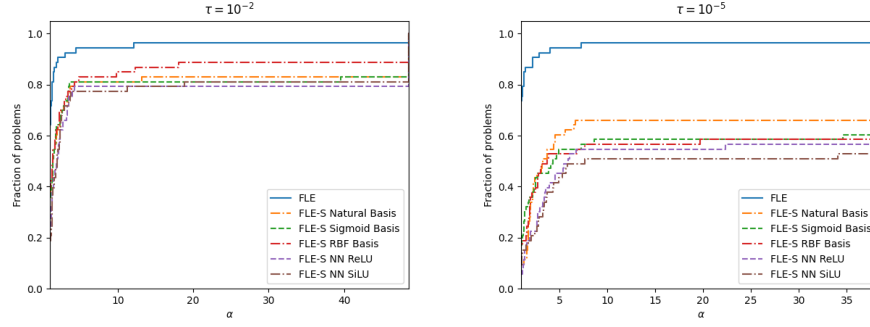 τ = 10⁻²
1.0
0.8
0.6
0.4
0.2
0.0
Fraction of problems
10
20
30
40
α
FLE
FLE-S Natural Basis
FLE-S Sigmoid Basis
FLE-S RBF Basis
FLE-S NN ReLU
FLE-S NN SiLU
τ = 10⁻⁵
1.0
0.8
0.6
0.4
0.2
0.0
Fraction of problems
5
10
15
20
25
30
35
α
FLE
FLE-S Natural Basis
FLE-S Sigmoid Basis
FLE-S RBF Basis
FLE-S NN ReLU
FLE-S NN SiLU